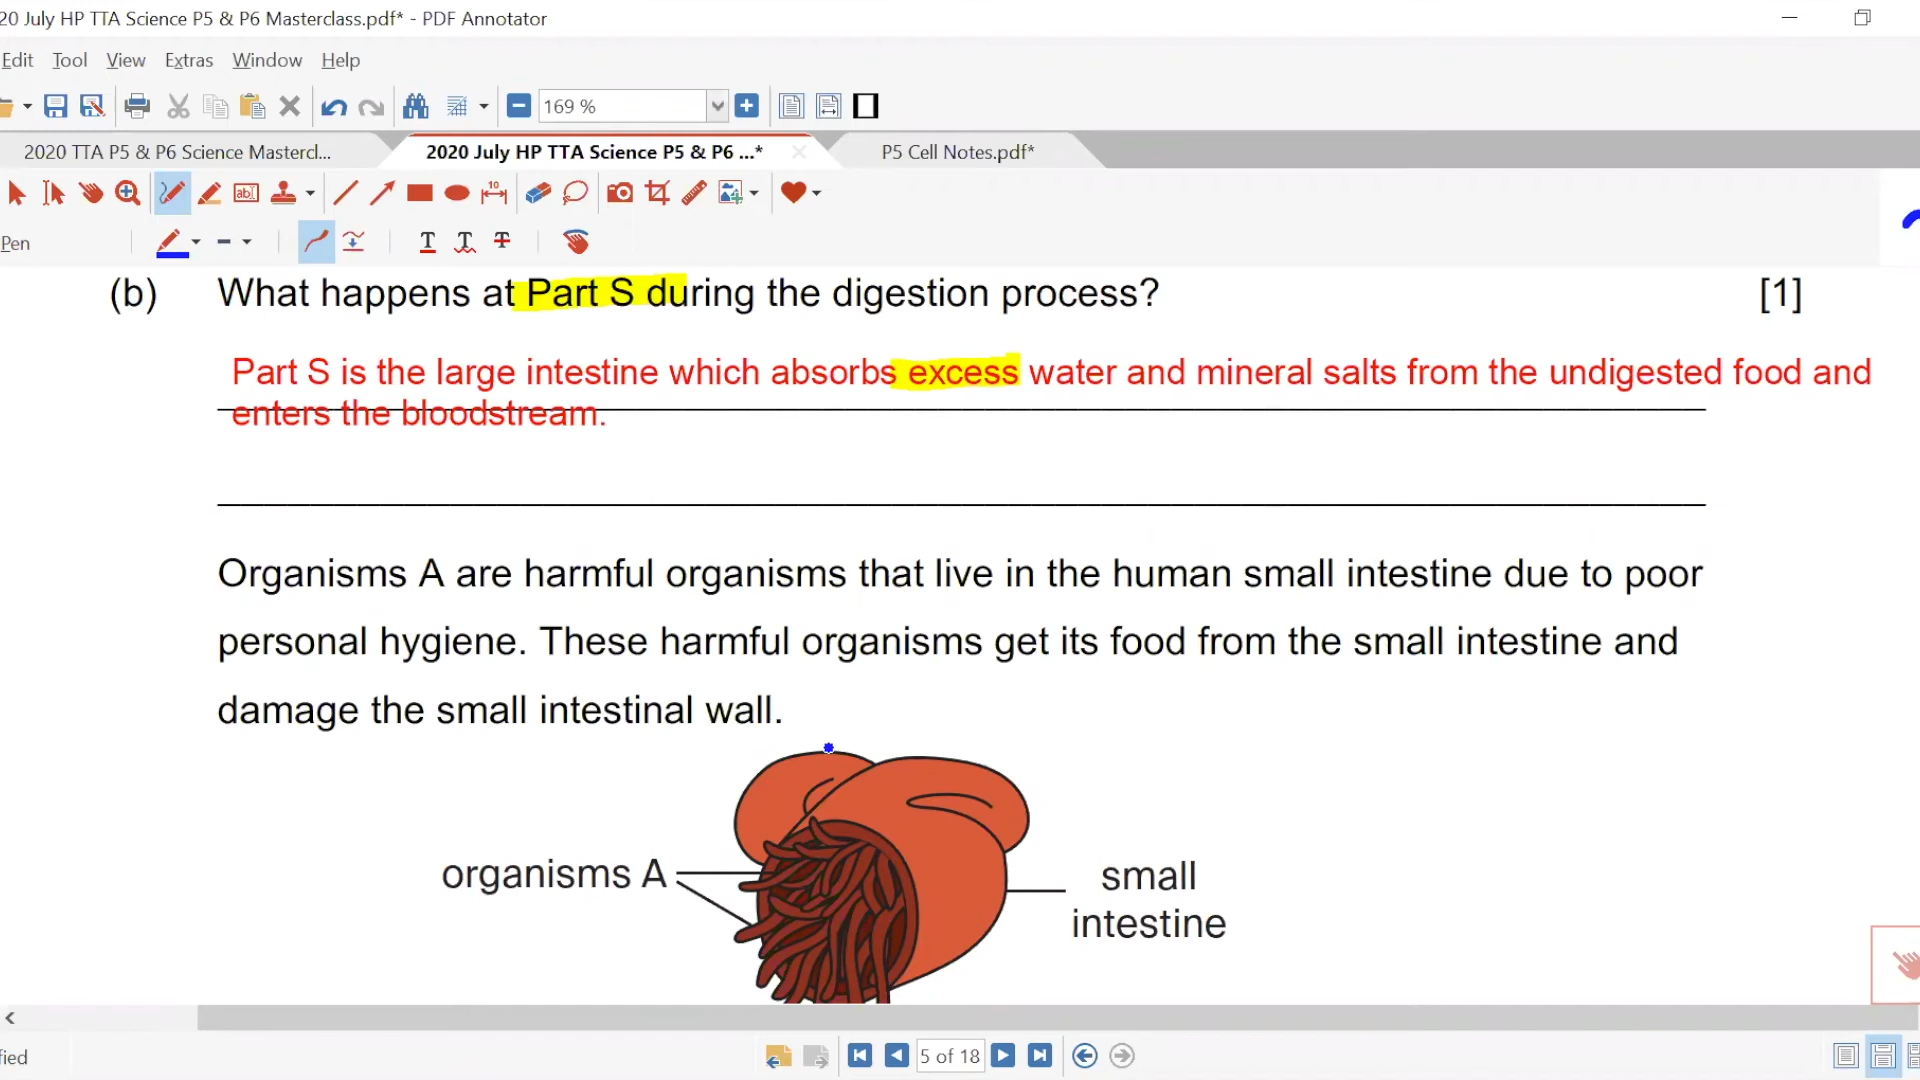 20 July HP TTA Science P5 & P6 Masterclass.pdf* - PDF Annotator
Edit Tool View Extras Window Help
169 %
2020 TTA P5 & P6 Science Mastercl... 2020 July HP TTA Science P5 & P6 ...* P5 Cell Notes.pdf*
Pen
(b) What happens at Part S during the digestion process? [1]
Part S is the large intestine which absorbs excess water and mineral salts from the undigested food and
enters the bloodstream.
Organisms A are harmful organisms that live in the human small intestine due to poor
personal hygiene. These harmful organisms get its food from the small intestine and
damage the small intestinal wall.
organisms A
small
intestine
fied 5 of 18